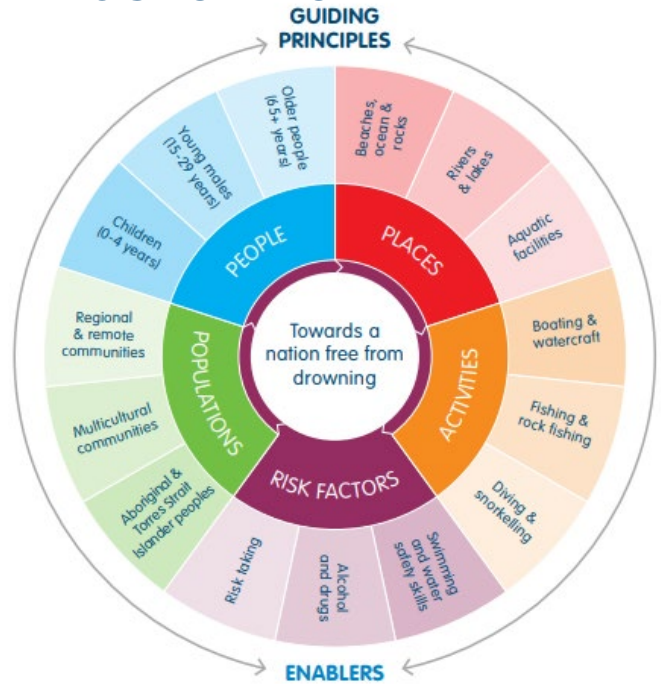 GUIDING
PRINCIPLES
Older people
(65+ years)
Beaches,
ocean &
rocks
Young males
(15-29 years)
Rivers
& lakes
Children
(0-4 years)
Aquatic
facilities
PEOPLE
PLACES
Regional
& remote
communities
Towards a
nation free from
drowning
Boating &
watercraft
POPULATIONS
ACTIVITIES
Multicultural
communities
Fishing &
rock fishing
Aboriginal &
Torres Strait
Islander peoples
RISK FACTORS
Diving &
snorkelling
Risk taking
Alcohol
and drugs
Swimming
and water
safety skills
ENABLERS